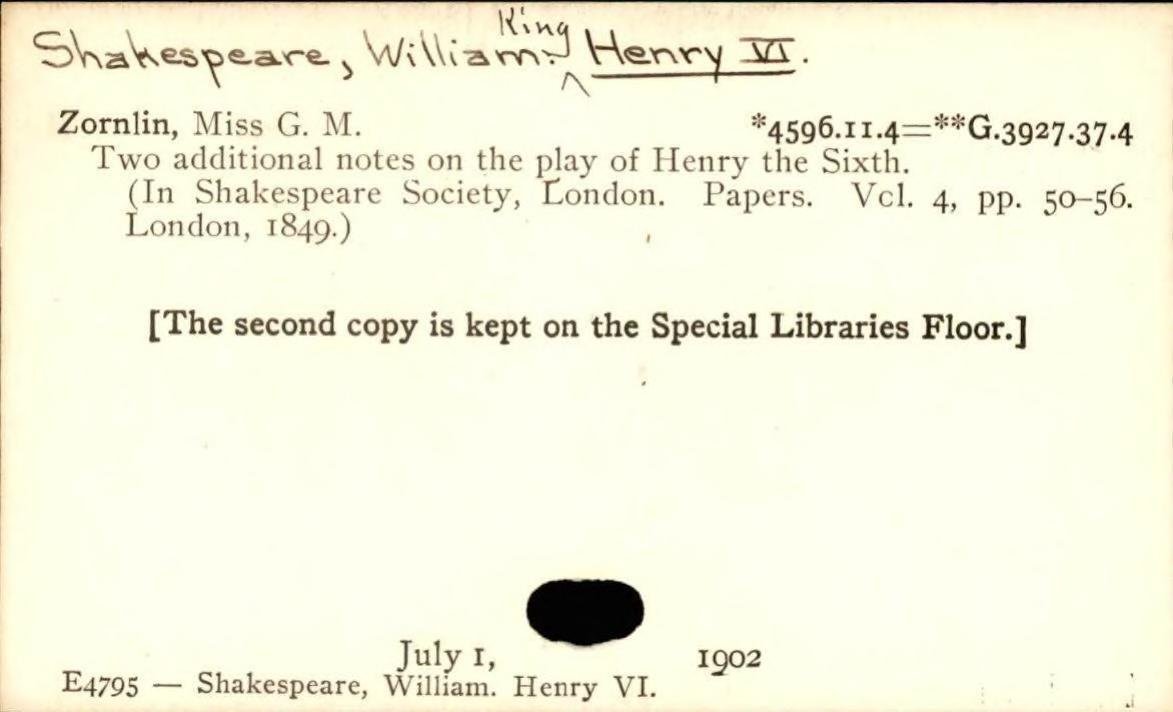 Shakespeare, William. King Henry VI.
Zornlin, Miss G. M. *4596.11.4=**G.3927.37.4
Two additional notes on the play of Henry the Sixth.
(In Shakespeare Society, London. Papers. Vcl. 4, pp. 50–56.
London, 1849.)
[The second copy is kept on the Special Libraries Floor.]
July 1, 1902
E4795 — Shakespeare, William. Henry VI.